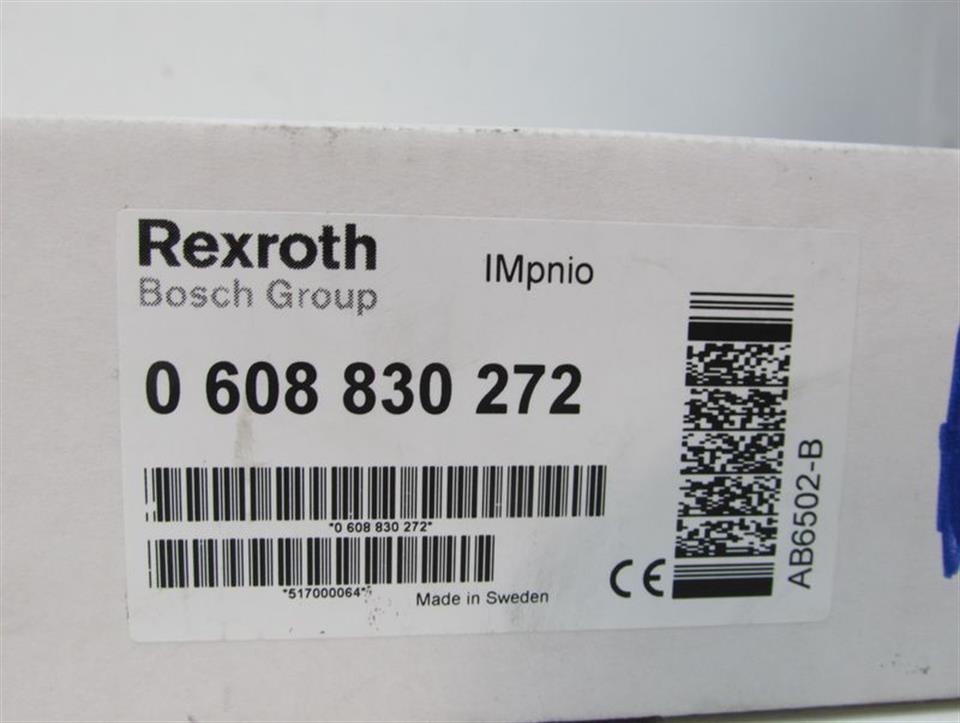 Rexroth
Bosch Group
IMpnio
0 608 830 272
*0 608 830 272*
*517000064*
Made in Sweden
CE
AB6502-B